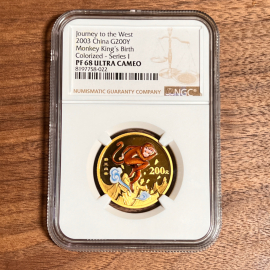 Journey to the West
2003 China G200Y
Monkey King's Birth
Colorized - Series I
PF 68 ULTRA CAMEO
8197758-022
NUMISMATIC GUARANTY COMPANY
NGC
200元